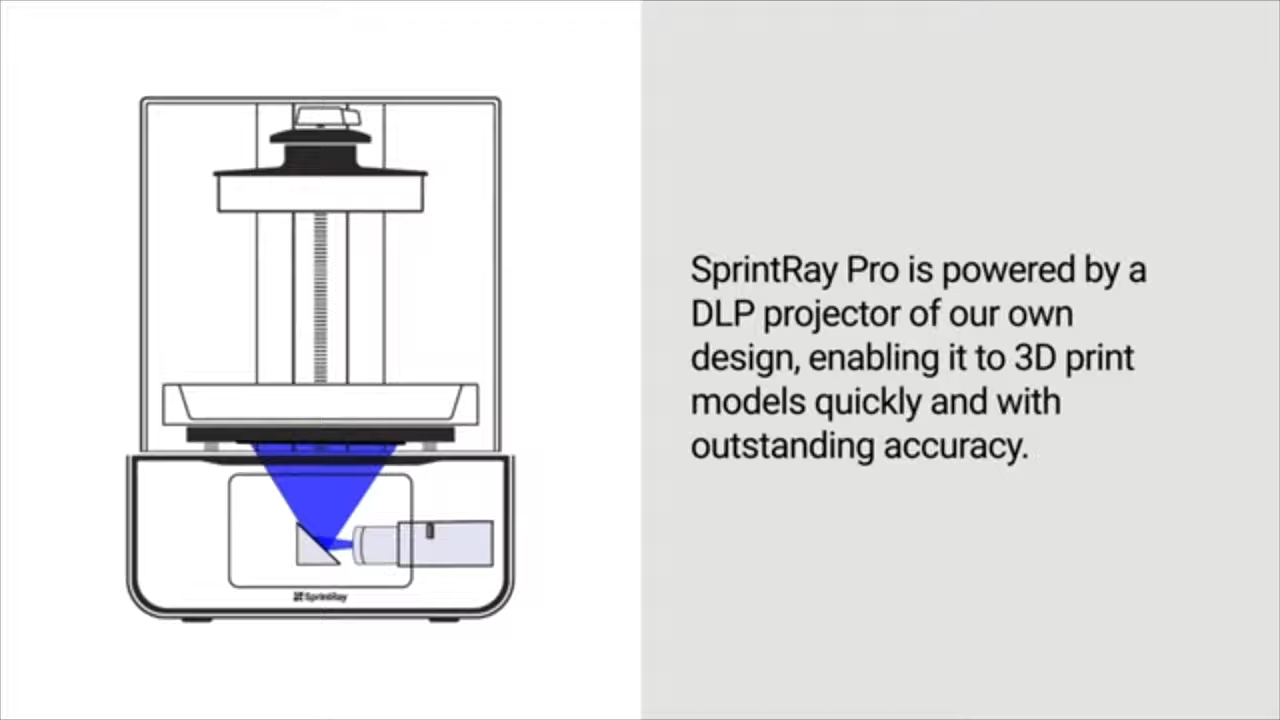 SprintRay Pro is powered by a
DLP projector of our own
design, enabling it to 3D print
models quickly and with
outstanding accuracy.
SprintRay